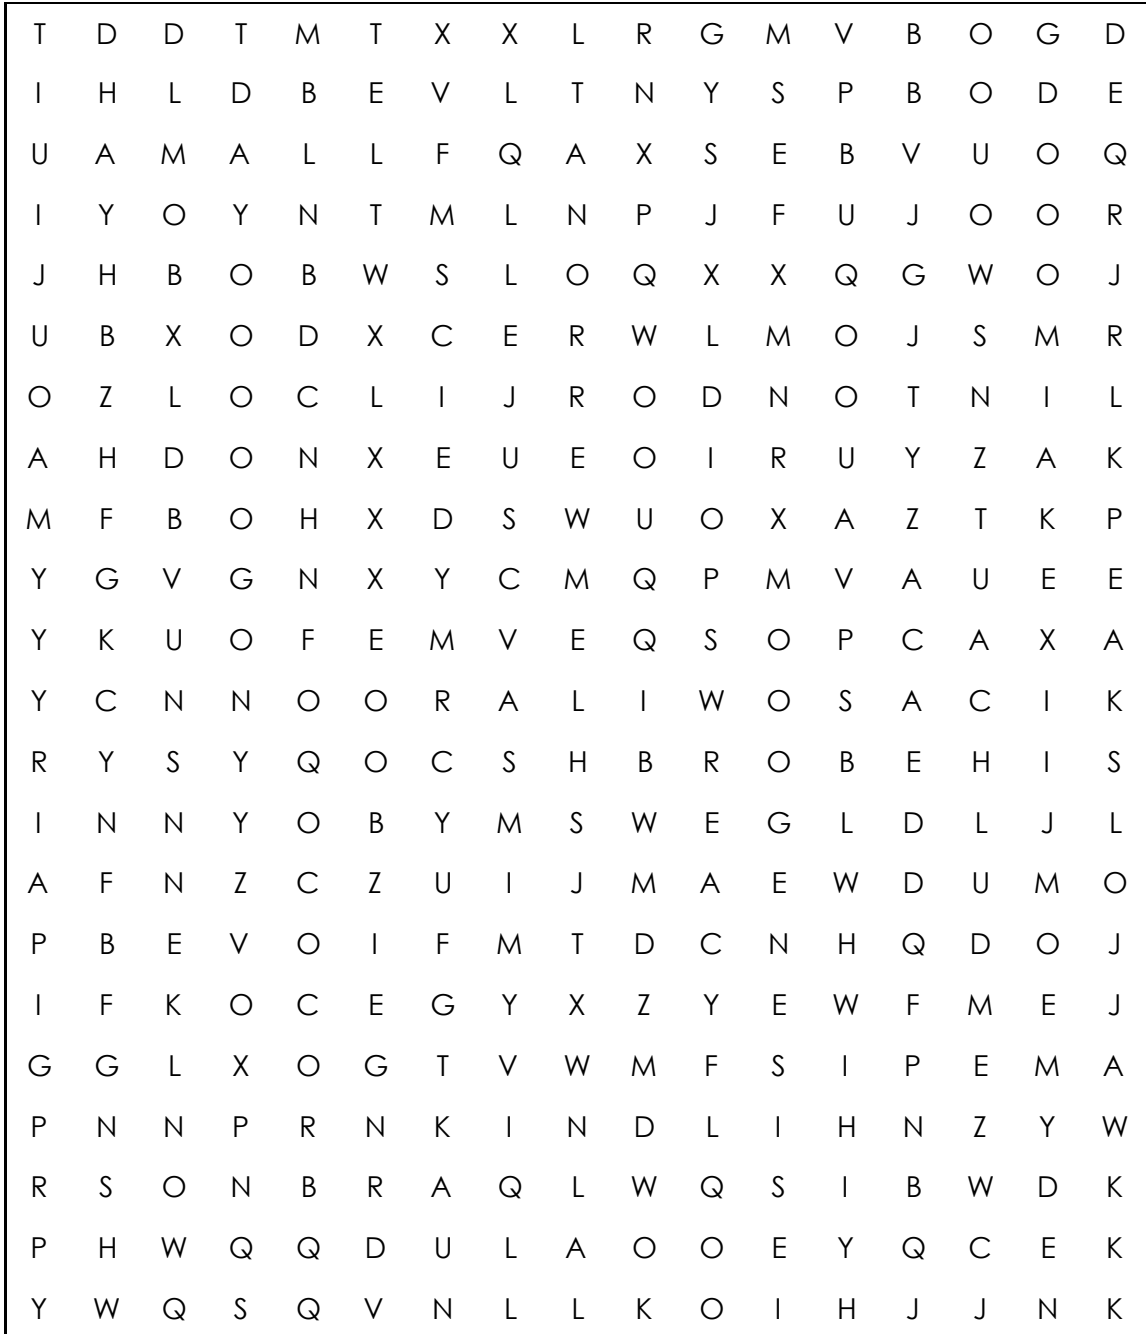 T D D T M T X X L R G M V B O G D
I H L D B E V L T N Y S P B O D E
U A M A L L F Q A X S E B V U O Q
I Y O Y N T M L N P J F U J O O R
J H B O B W S L O Q X X Q G W O J
U B X O D X C E R W L M O J S M R
O Z L O C L I J R O D N O T N I L
A H D O N X E U E O I R U Y Z A K
M F B O H X D S W U O X A Z T K P
Y G V G N X Y C M Q P M V A U E E
Y K U O F E M V E Q S O P C A X A
Y C N N O O R A L I W O S A C I K
R Y S Y Q O C S H B R O B E H I S
I N N Y O B Y M S W E G L D L J L
A F N Z C Z U I J M A E W D U M O
P B E V O I F M T D C N H Q D O J
I F K O C E G Y X Z Y E W F M E J
G G L X O G T V W M F S I P E M A
P N N P R N K I N D L I H N Z Y W
R S O N B R A Q L W Q S I B W D K
P H W Q Q D U L A O O E Y Q C E K
Y W Q S Q V N L L K O I H J J N K